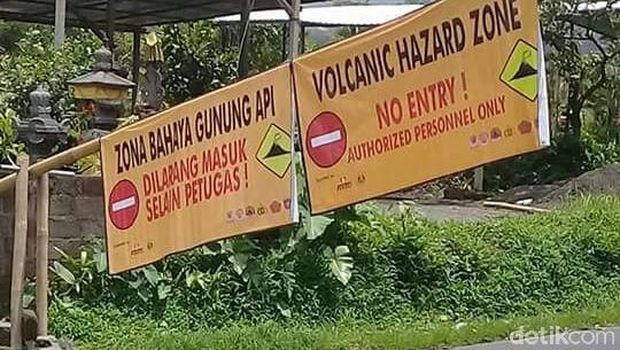 ZONA BAHAYA GUNUNG API
DILARANG MASUK
SELAIN PETUGAS !
VOLCANIC HAZARD ZONE
NO ENTRY !
AUTHORIZED PERSONNEL ONLY
detikcom